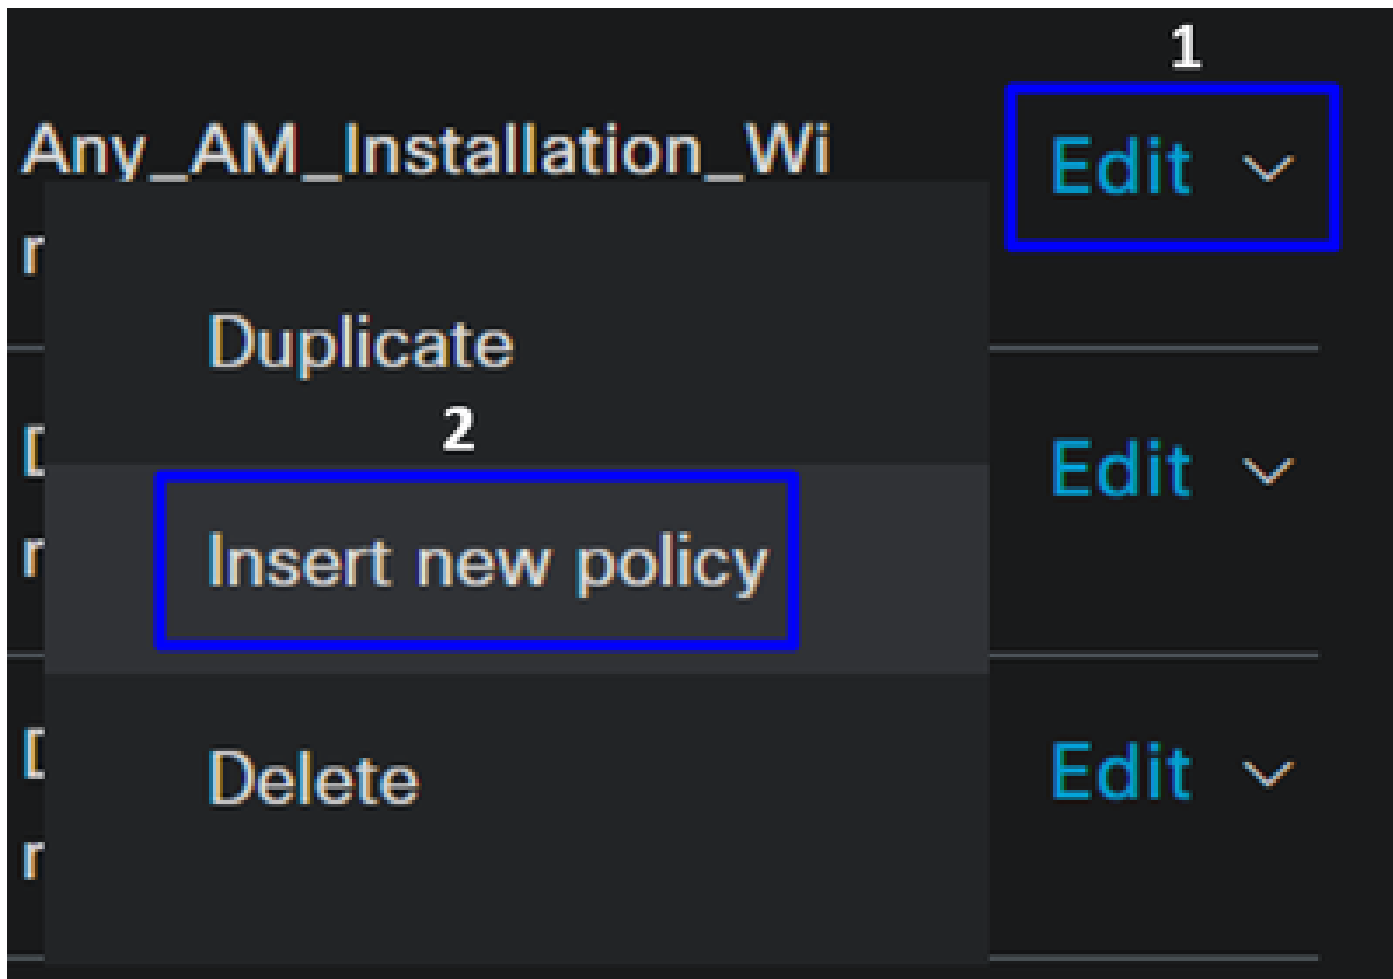 1
Any_AM_Installation_Wi
Edit
Duplicate
2
Edit
Insert new policy
Delete
Edit